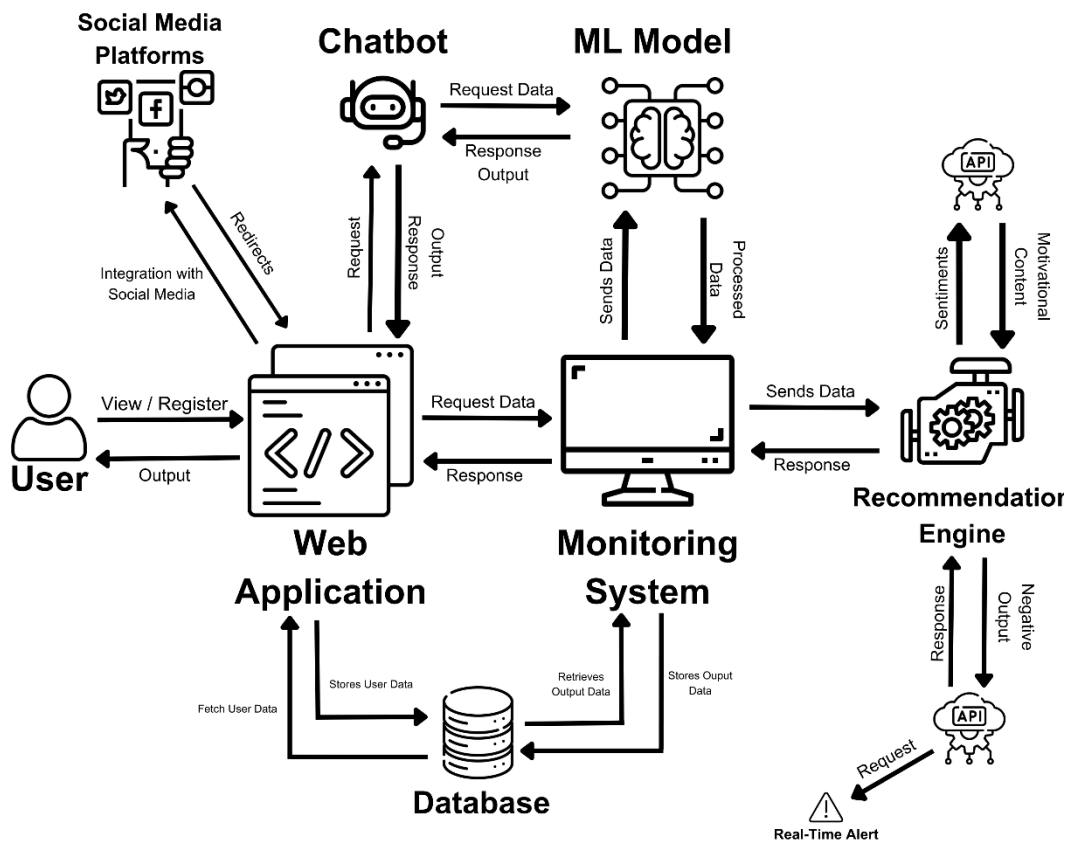 Social Media
Platforms
Chatbot
ML Model
Request Data
Response
Output
API
Redirects
Integration with
Social Media
Request
Output
Response
Sends Data
Processed
Data
Sentiments
Motivational
Content
View / Register
Output
User
Request Data
Response
Sends Data
Response
Web
Application
Monitoring
System
Recommendation
Engine
Fetch User Data
Stores User Data
Retrieves
Output Data
Stores Ouput
Data
Database
Response
Negative
Output
API
Request
Real-Time Alert